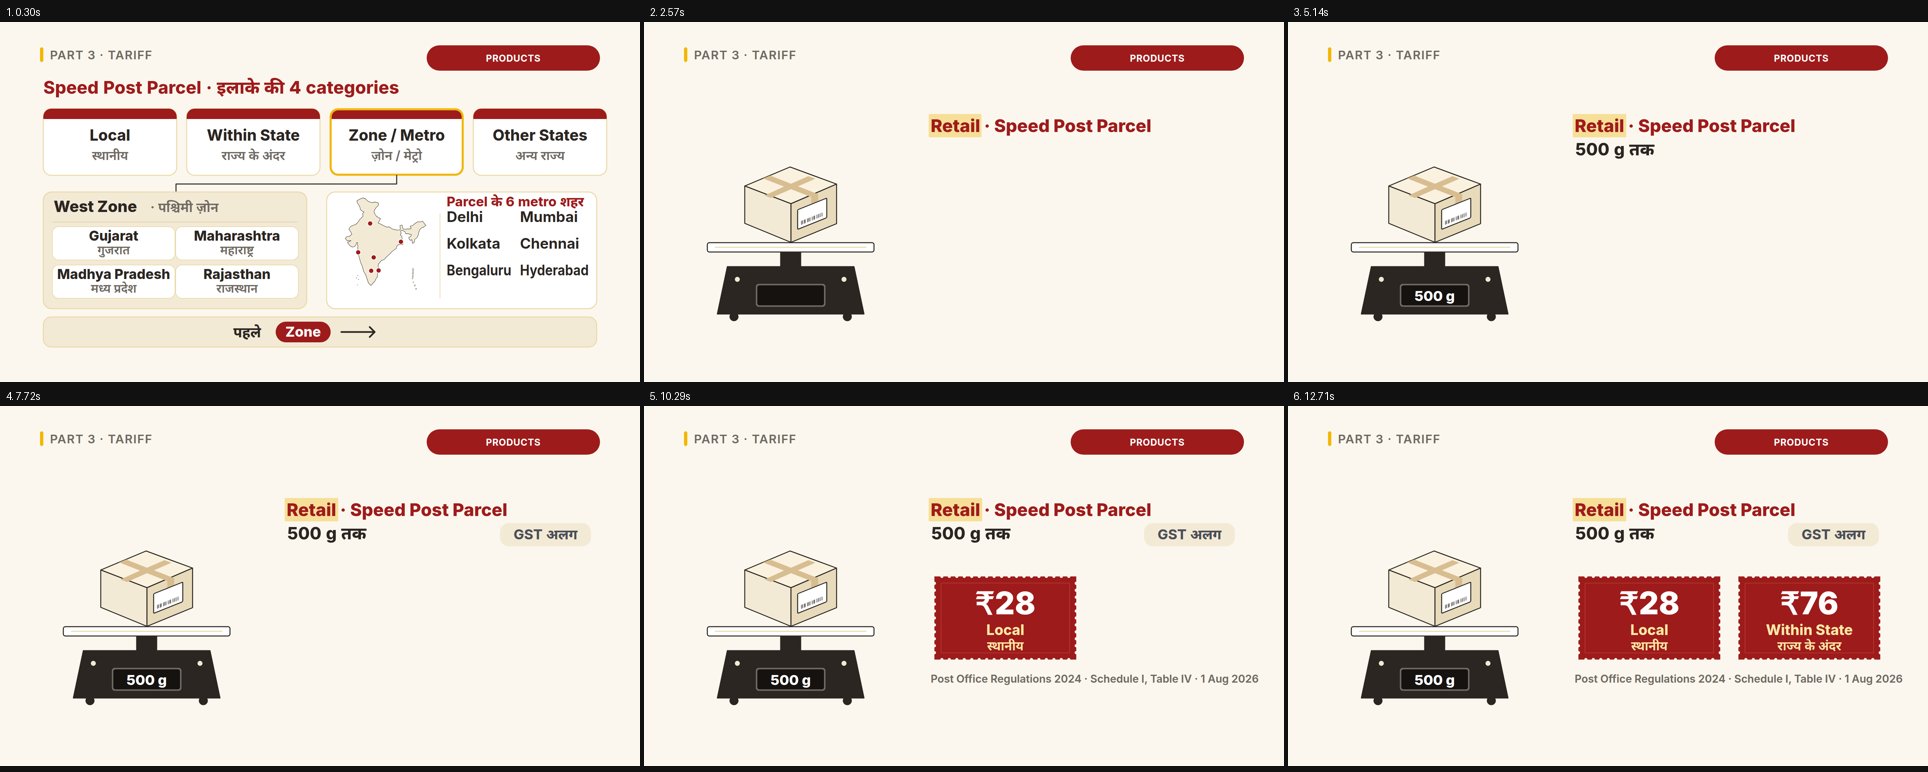 1. 0.30s
PART 3 · TARIFF
PRODUCTS
Speed Post Parcel · इलाके की 4 categories
Local
स्थानीय
Within State
राज्य के अंदर
Zone / Metro
ज़ोन / मेट्रो
Other States
अन्य राज्य
West Zone · पश्चिमी ज़ोन
Gujarat
गुजरात
Maharashtra
महाराष्ट्र
Madhya Pradesh
मध्य प्रदेश
Rajasthan
राजस्थान
Parcel के 6 metro शहर
Delhi Mumbai
Kolkata Chennai
Bengaluru Hyderabad
पहले Zone
2. 2.57s
PART 3 · TARIFF
PRODUCTS
Retail · Speed Post Parcel
3. 5.14s
PART 3 · TARIFF
PRODUCTS
Retail · Speed Post Parcel
500 g तक
500 g
4. 7.72s
PART 3 · TARIFF
PRODUCTS
Retail · Speed Post Parcel
500 g तक
GST अलग
500 g
5. 10.29s
PART 3 · TARIFF
PRODUCTS
Retail · Speed Post Parcel
500 g तक
GST अलग
₹28
Local
स्थानीय
500 g
Post Office Regulations 2024 · Schedule I, Table IV · 1 Aug 2026
6. 12.71s
PART 3 · TARIFF
PRODUCTS
Retail · Speed Post Parcel
500 g तक
GST अलग
₹28
Local
स्थानीय
₹76
Within State
राज्य के अंदर
500 g
Post Office Regulations 2024 · Schedule I, Table IV · 1 Aug 2026